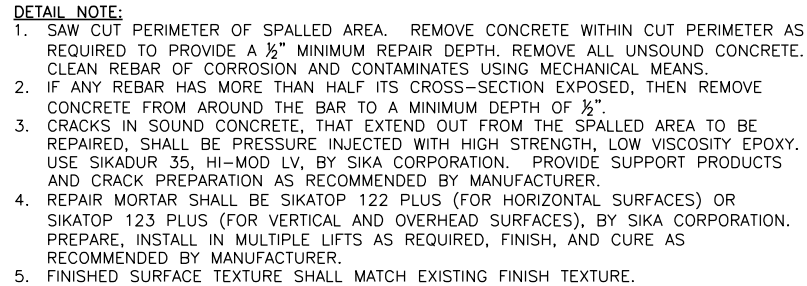 DETAIL NOTE:
1. SAW CUT PERIMETER OF SPALLED AREA. REMOVE CONCRETE WITHIN CUT PERIMETER AS
REQUIRED TO PROVIDE A ½" MINIMUM REPAIR DEPTH. REMOVE ALL UNSOUND CONCRETE.
CLEAN REBAR OF CORROSION AND CONTAMINATES USING MECHANICAL MEANS.
2. IF ANY REBAR HAS MORE THAN HALF ITS CROSS-SECTION EXPOSED, THEN REMOVE
CONCRETE FROM AROUND THE BAR TO A MINIMUM DEPTH OF ½".
3. CRACKS IN SOUND CONCRETE, THAT EXTEND OUT FROM THE SPALLED AREA TO BE
REPAIRED, SHALL BE PRESSURE INJECTED WITH HIGH STRENGTH, LOW VISCOSITY EPOXY.
USE SIKADUR 35, HI-MOD LV, BY SIKA CORPORATION. PROVIDE SUPPORT PRODUCTS
AND CRACK PREPARATION AS RECOMMENDED BY MANUFACTURER.
4. REPAIR MORTAR SHALL BE SIKATOP 122 PLUS (FOR HORIZONTAL SURFACES) OR
SIKATOP 123 PLUS (FOR VERTICAL AND OVERHEAD SURFACES), BY SIKA CORPORATION.
PREPARE, INSTALL IN MULTIPLE LIFTS AS REQUIRED, FINISH, AND CURE AS
RECOMMENDED BY MANUFACTURER.
5. FINISHED SURFACE TEXTURE SHALL MATCH EXISTING FINISH TEXTURE.